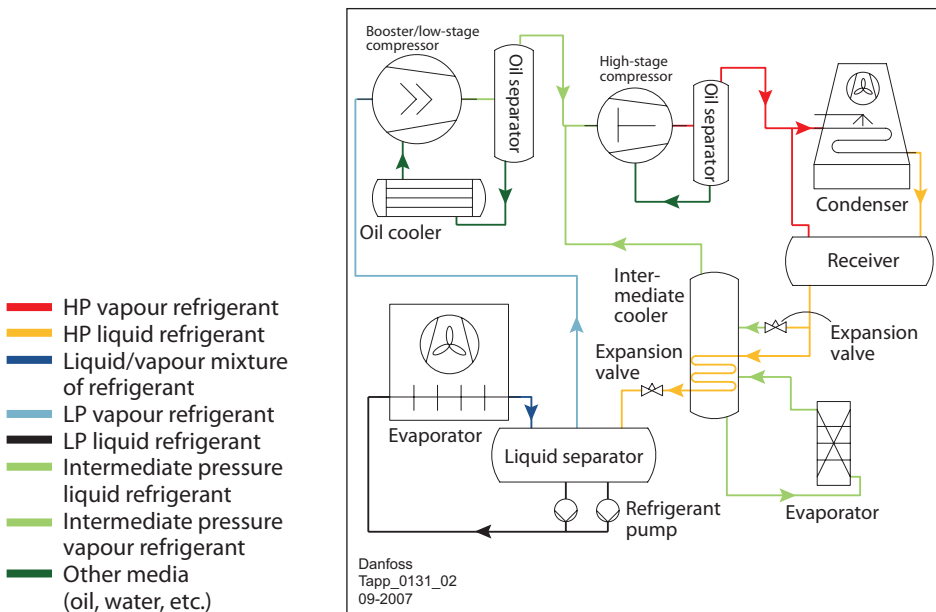 HP vapour refrigerant
HP liquid refrigerant
Liquid/vapour mixture
of refrigerant
LP vapour refrigerant
LP liquid refrigerant
Intermediate pressure
liquid refrigerant
Intermediate pressure
vapour refrigerant
Other media
(oil, water, etc.)
Booster/low-stage
compressor
Oil separator
High-stage
compressor
Oil separator
Condenser
Oil cooler
Receiver
Inter-
mediate
cooler
Expansion
valve
Expansion
valve
Evaporator
Liquid separator
Refrigerant
pump
Evaporator
Danfoss
Tapp_0131_02
09-2007